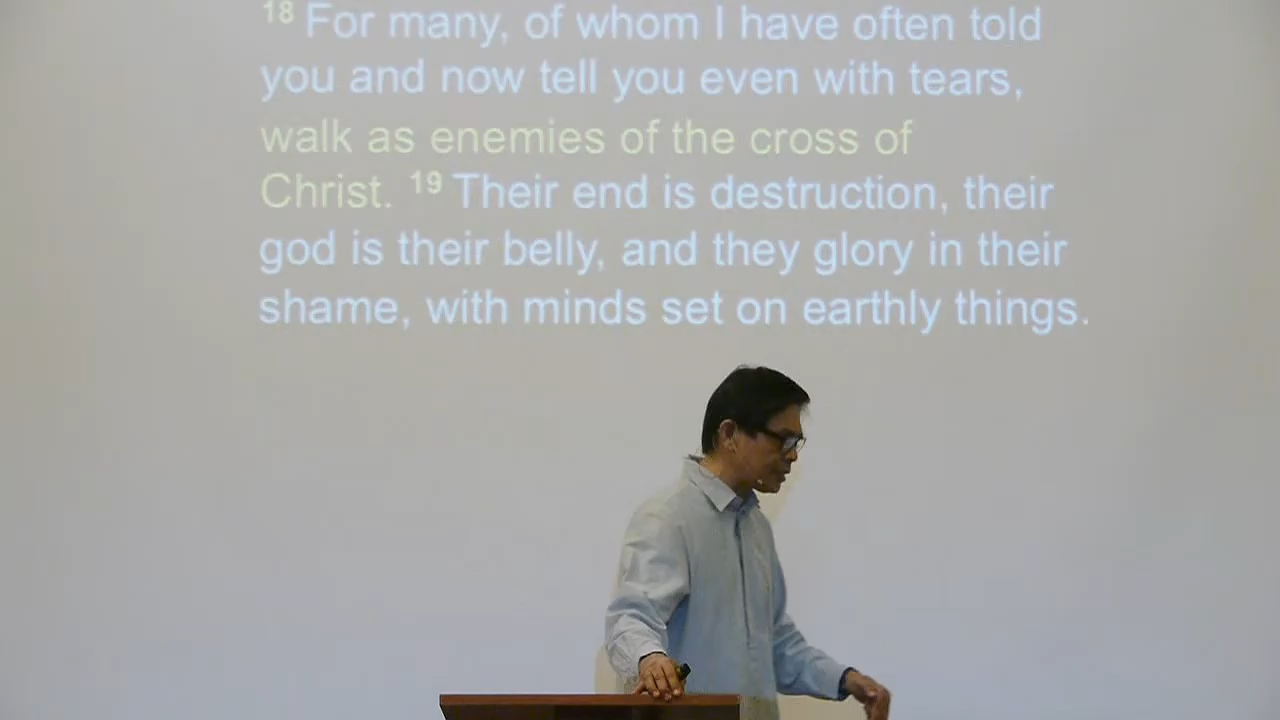 18 For many, of whom I have often told
you and now tell you even with tears,
walk as enemies of the cross of
Christ. 19 Their end is destruction, their
god is their belly, and they glory in their
shame, with minds set on earthly things.